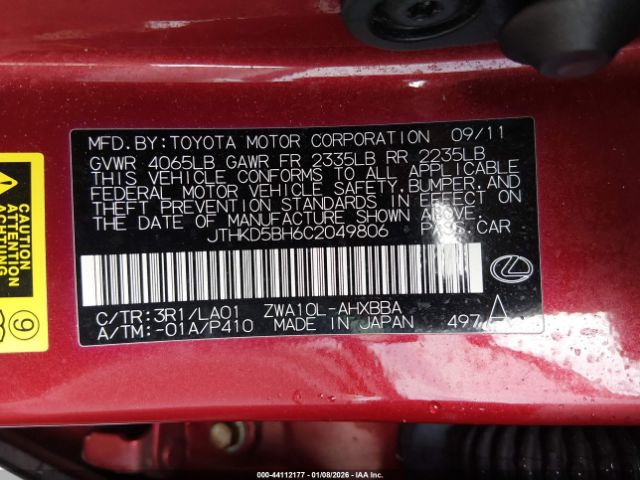 MFD. BY: TOYOTA MOTOR CORPORATION 09/11
GVWR 4065LB GAWR FR 2335LB RR 2235LB
THIS VEHICLE CONFORMS TO ALL APPLICABLE
FEDERAL MOTOR VEHICLE SAFETY, BUMPER, AND
THEFT PREVENTION STANDARDS IN EFFECT ON
THE DATE OF MANUFACTURE SHOWN ABOVE.
JTHKD5BH6C2049806 PASS. CAR
C/TR: 3R1/LA01 ZWA10L-AHXBBA
A/TM: -01A/P410 MADE IN JAPAN 497 A
9
000-44112177 - 01/08/2026 - IAA Inc.